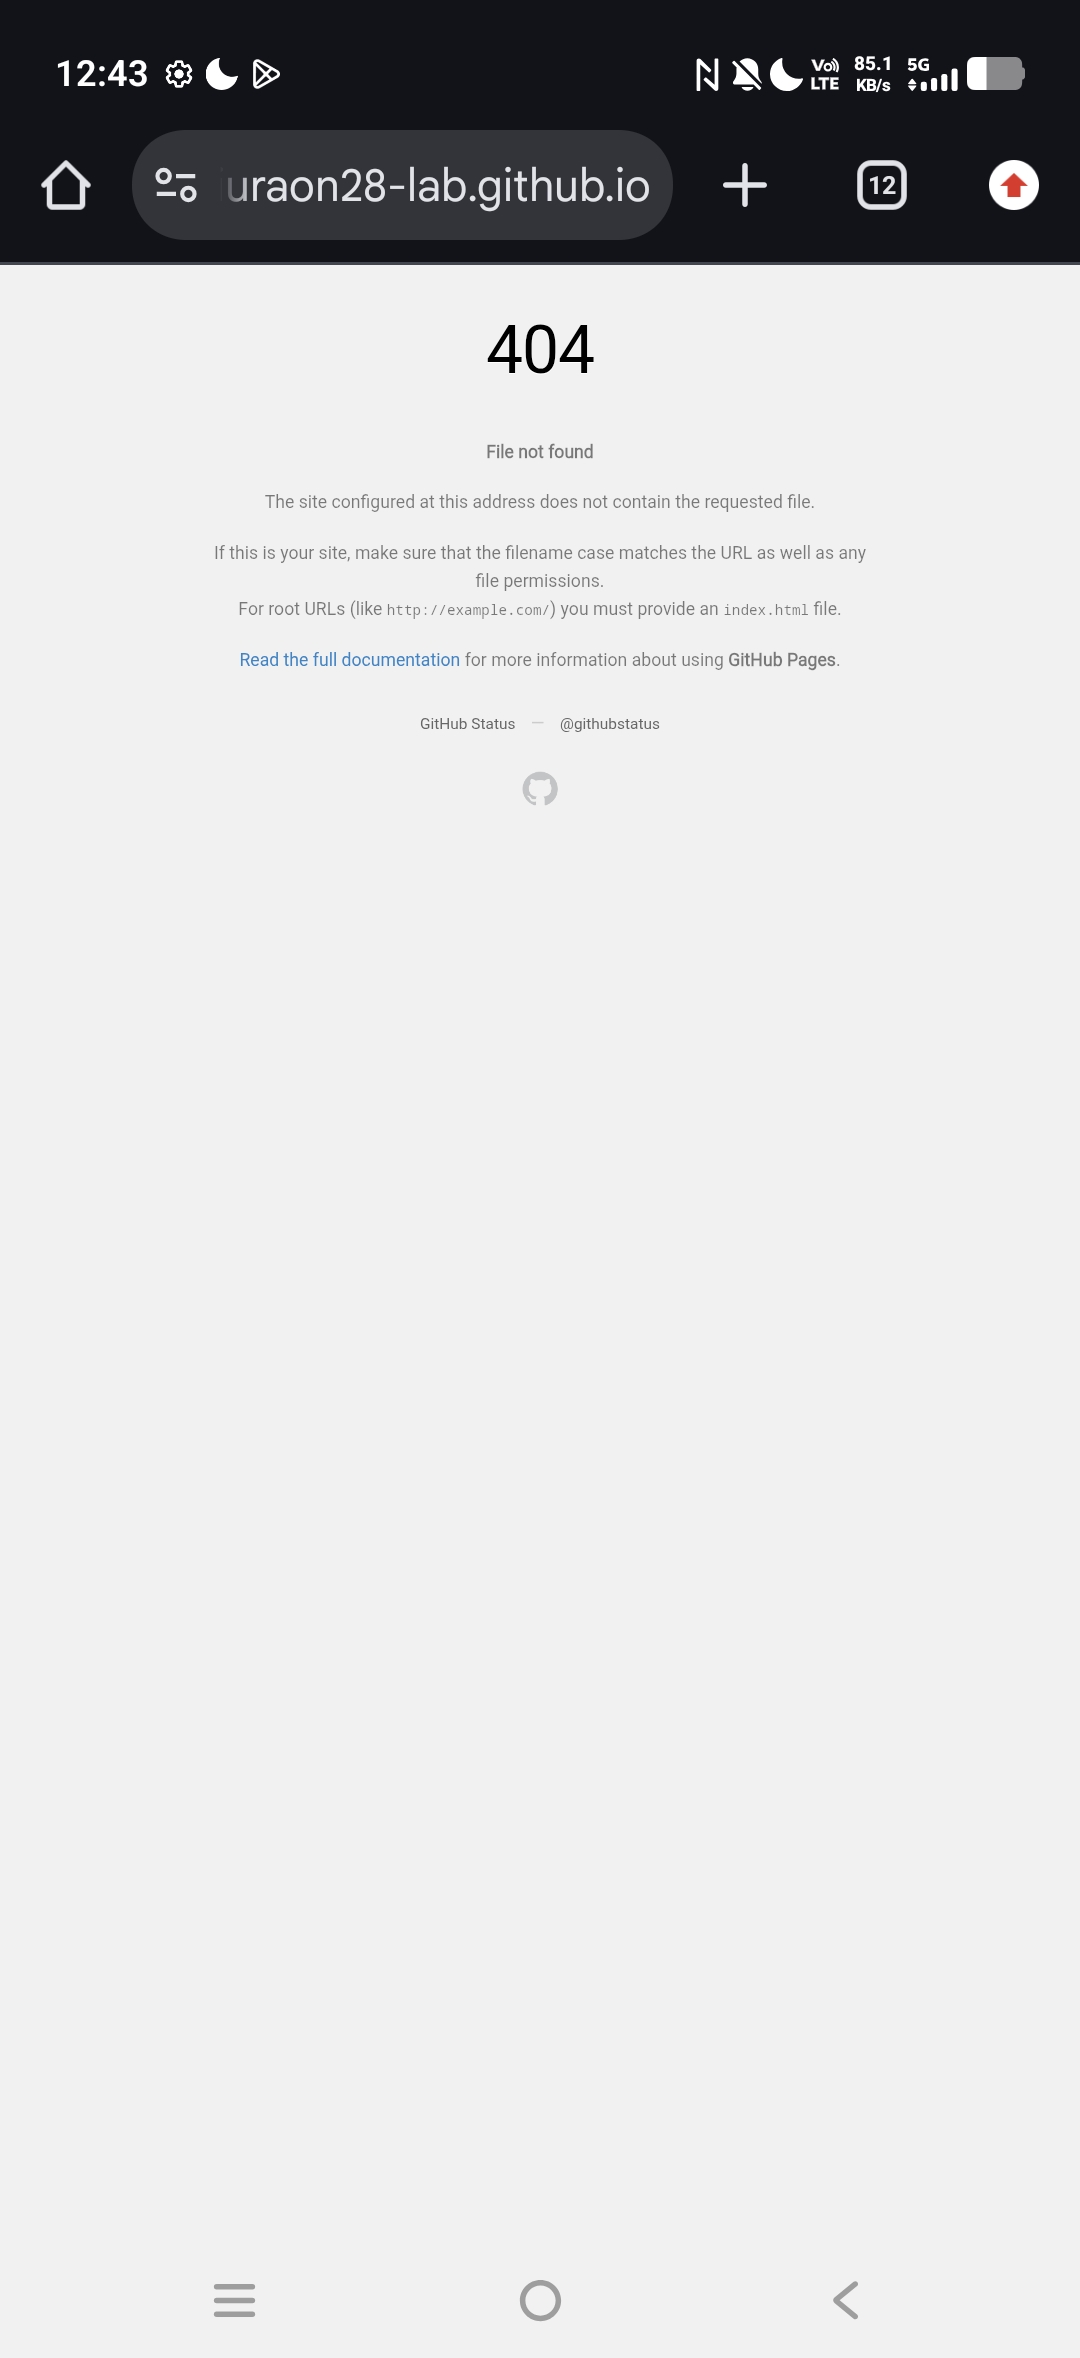 12:43
Vo)) LTE 85.1 KB/s 5G
uraon28-lab.github.io
12
404
File not found
The site configured at this address does not contain the requested file.
If this is your site, make sure that the filename case matches the URL as well as any
file permissions.
For root URLs (like http://example.com/) you must provide an index.html file.
Read the full documentation for more information about using GitHub Pages.
GitHub Status — @githubstatus